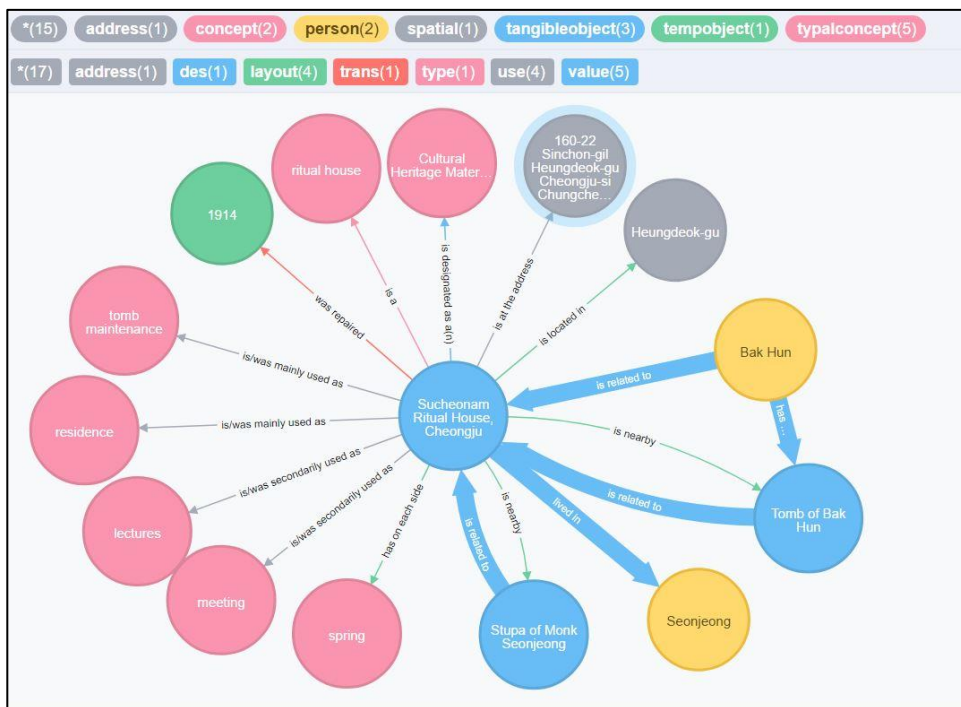 *(15) address(1) concept(2) person(2) spatial(1) tangibleobject(3) tempobject(1) typalconcept(5)
*(17) address(1) des(1) layout(4) trans(1) type(1) use(4) value(5)
ritual house
Cultural
Heritage Mater…
160-22
Sinchon-gil
Heungdeok-gu
Cheongju-si
Chungche…
1914
Heungdeok-gu
was repaired
is a
is designated as a(n)
is at the address
is located in
tomb
maintenance
is/was mainly used as
Bak Hun
is related to
has …
residence
is/was mainly used as
Sucheonam
Ritual House,
Cheongju
is nearby
lectures
is/was secondarily used as
is related to
Tomb of Bak
Hun
meeting
is/was secondarily used as
has on each side
is related to
is nearby
lived in
spring
Stupa of Monk
Seonjeong
Seonjeong